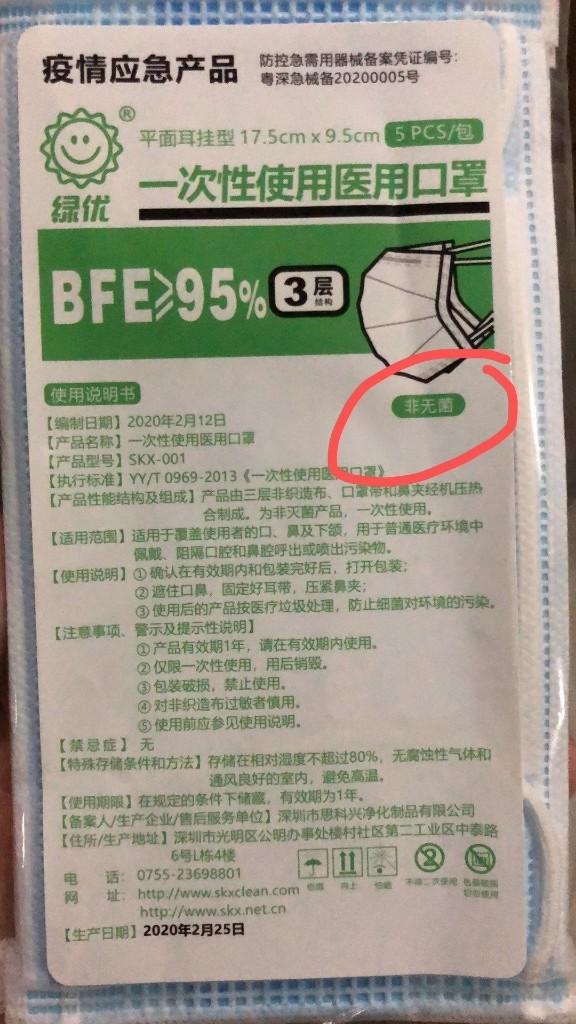 疫情应急产品
防控急需用器械备案凭证编号:
粤深急械备20200005号
®
绿优
平面耳挂型 17.5cm x 9.5cm 5 PCS/包
一次性使用医用口罩
BFE≥95% 3层
结构
使用说明书
非无菌
【编制日期】2020年2月12日
【产品名称】一次性使用医用口罩
【产品型号】SKX-001
【执行标准】YY/T 0969-2013《一次性使用医用口罩》
【产品性能结构及组成】产品由三层非织造布、口罩带和鼻夹经机压热
合制成。为非灭菌产品，一次性使用。
【适用范围】适用于覆盖使用者的口、鼻及下颌，用于普通医疗环境中
佩戴、阻隔口腔和鼻腔呼出或喷出污染物。
【使用说明】①确认在有效期内和包装完好后，打开包装；
②遮住口鼻，固定好耳带，压紧鼻夹；
③使用后的产品按医疗垃圾处理，防止细菌对环境的污染。
【注意事项、警示及提示性说明】
①产品有效期1年，请在有效期内使用。
②仅限一次性使用，用后销毁。
③包装破损，禁止使用。
④对非织造布过敏者慎用。
⑤使用前应参见使用说明。
【禁忌症】 无
【特殊存储条件和方法】存储在相对湿度不超过80%，无腐蚀性气体和
通风良好的室内，避免高温。
【使用期限】在规定的条件下储藏，有效期为1年。
【备案人/生产企业/售后服务单位】深圳市思科兴净化制品有限公司
【住所/生产地址】深圳市光明区公明办事处楼村社区第二工业区中泰路
6号L栋4楼
电 话: 0755-23698801
网 址: http://www.skxclean.com
http://www.skx.net.cn
怕雨 向上 怕晒 不得二次使用 包装破损
切勿使用
【生产日期】2020年2月25日